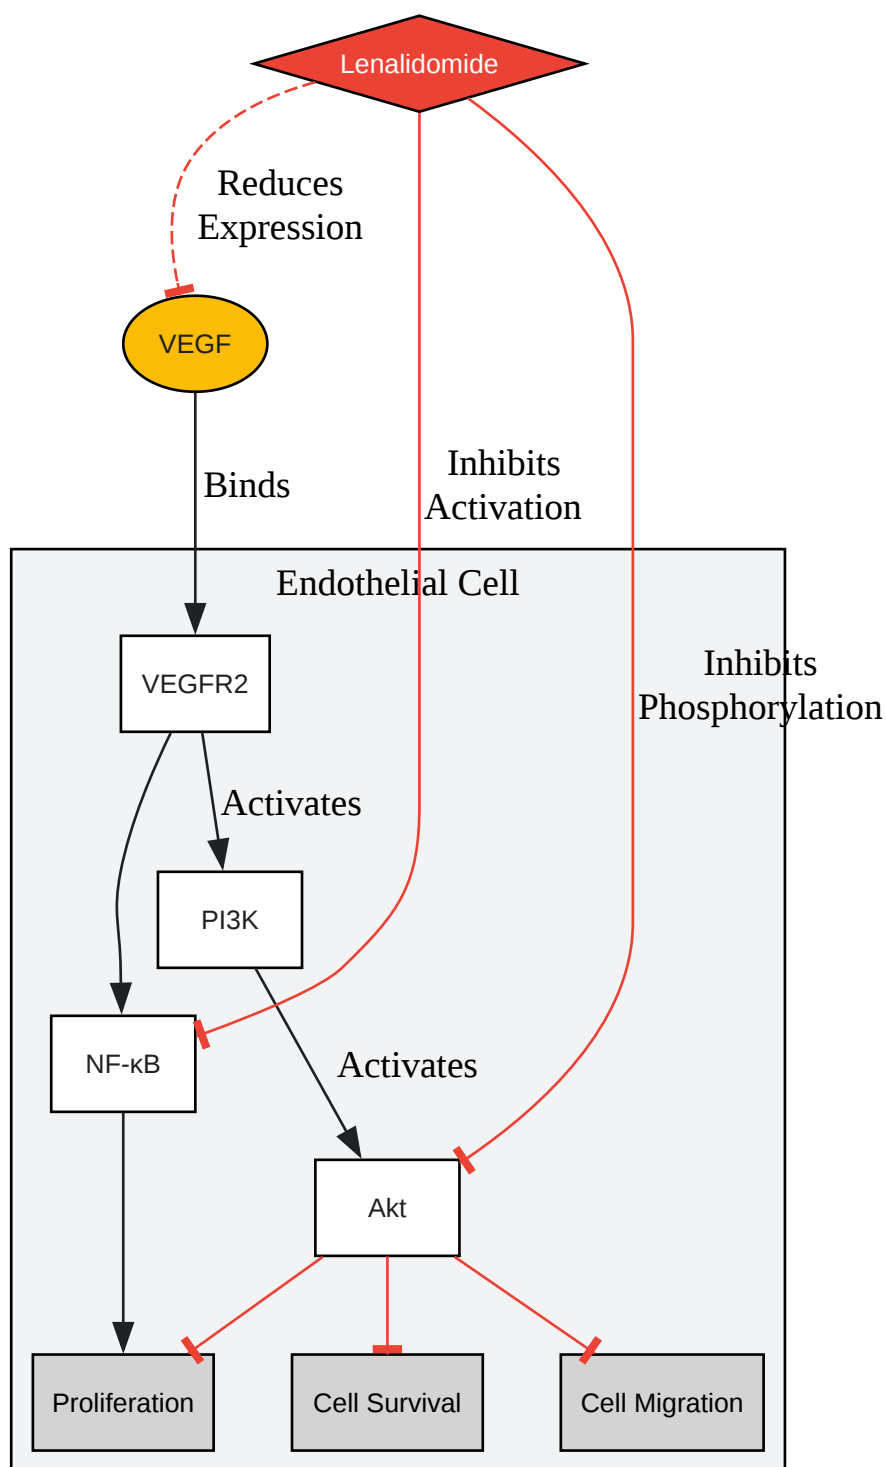 Lenalidomide
Reduces
Expression
VEGF
Binds
Inhibits
Activation
Endothelial Cell
Inhibits
Phosphorylation
VEGFR2
Activates
PI3K
NF-κB
Activates
Akt
Proliferation
Cell Survival
Cell Migration